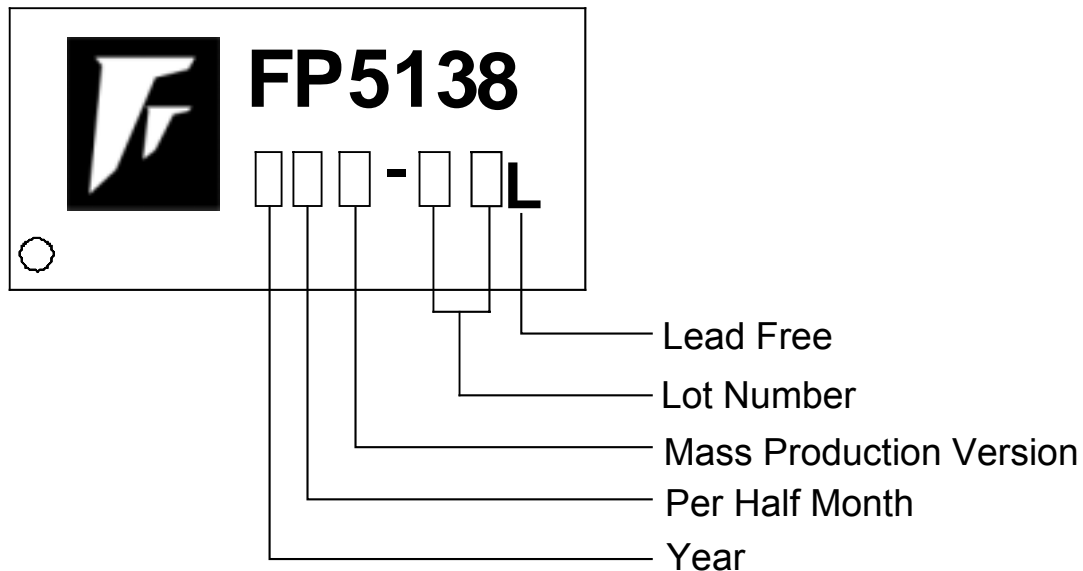 FP5138
- L
Lead Free
Lot Number
Mass Production Version
Per Half Month
Year